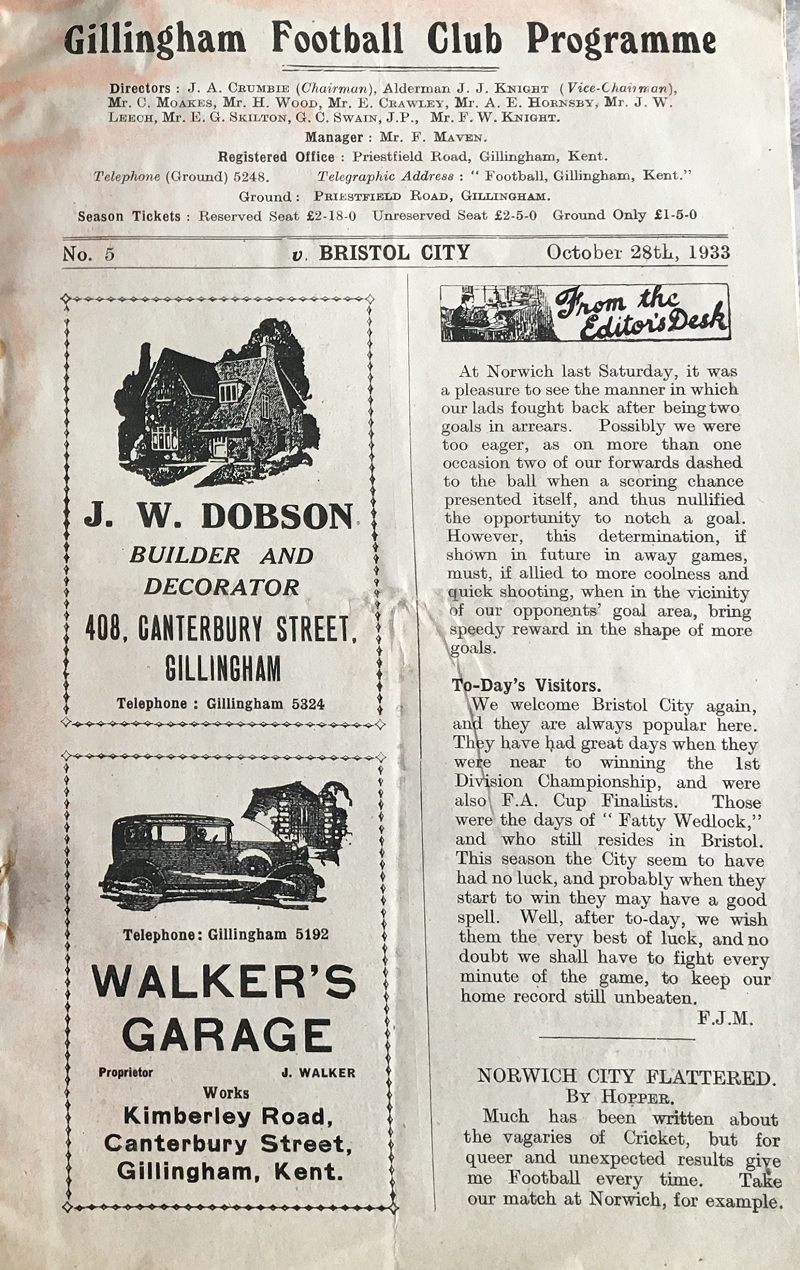 Gillingham Football Club Programme
Directors : J. A. Crumbie (Chairman), Alderman J. J. Knight (Vice-Chairman),
Mr. C. Moakes, Mr. H. Wood, Mr. E. Crawley, Mr. A. E. Hornsby, Mr. J. W.
Leech, Mr. E. G. Skilton, G. C. Swain, J.P., Mr. F. W. Knight.
Manager : Mr. F. Maven.
Registered Office : Priestfield Road, Gillingham, Kent.
Telephone (Ground) 5248. Telegraphic Address : " Football, Gillingham, Kent."
Ground : Priestfield Road, Gillingham.
Season Tickets : Reserved Seat £2-18-0 Unreserved Seat £2-5-0 Ground Only £1-5-0
No. 5 v. BRISTOL CITY October 28th, 1933
J. W. DOBSON
BUILDER AND
DECORATOR
408, CANTERBURY STREET,
GILLINGHAM
Telephone : Gillingham 5324
Telephone: Gillingham 5192
WALKER'S
GARAGE
Proprietor J. WALKER
Works
Kimberley Road,
Canterbury Street,
Gillingham, Kent.
From the
Editor's Desk
At Norwich last Saturday, it was
a pleasure to see the manner in which
our lads fought back after being two
goals in arrears. Possibly we were
too eager, as on more than one
occasion two of our forwards dashed
to the ball when a scoring chance
presented itself, and thus nullified
the opportunity to notch a goal.
However, this determination, if
shown in future in away games,
must, if allied to more coolness and
quick shooting, when in the vicinity
of our opponents' goal area, bring
speedy reward in the shape of more
goals.
To-Day's Visitors.
We welcome Bristol City again,
and they are always popular here.
They have had great days when they
were near to winning the 1st
Division Championship, and were
also F.A. Cup Finalists. Those
were the days of " Fatty Wedlock,"
and who still resides in Bristol.
This season the City seem to have
had no luck, and probably when they
start to win they may have a good
spell. Well, after to-day, we wish
them the very best of luck, and no
doubt we shall have to fight every
minute of the game, to keep our
home record still unbeaten.
F.J.M.
NORWICH CITY FLATTERED.
By Hopper.
Much has been written about
the vagaries of Cricket, but for
queer and unexpected results give
me Football every time. Take
our match at Norwich, for example.